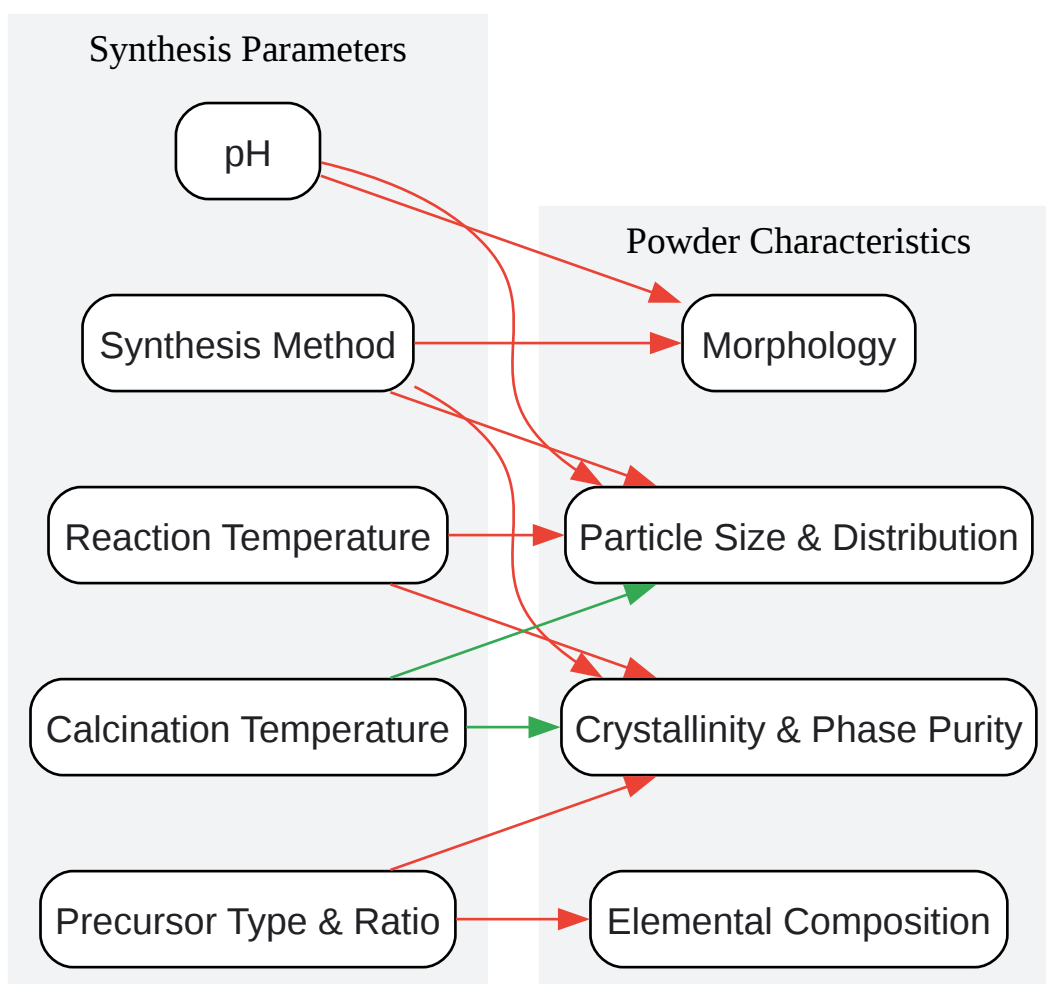 Synthesis Parameters
pH
Synthesis Method
Reaction Temperature
Calcination Temperature
Precursor Type & Ratio
Powder Characteristics
Morphology
Particle Size & Distribution
Crystallinity & Phase Purity
Elemental Composition